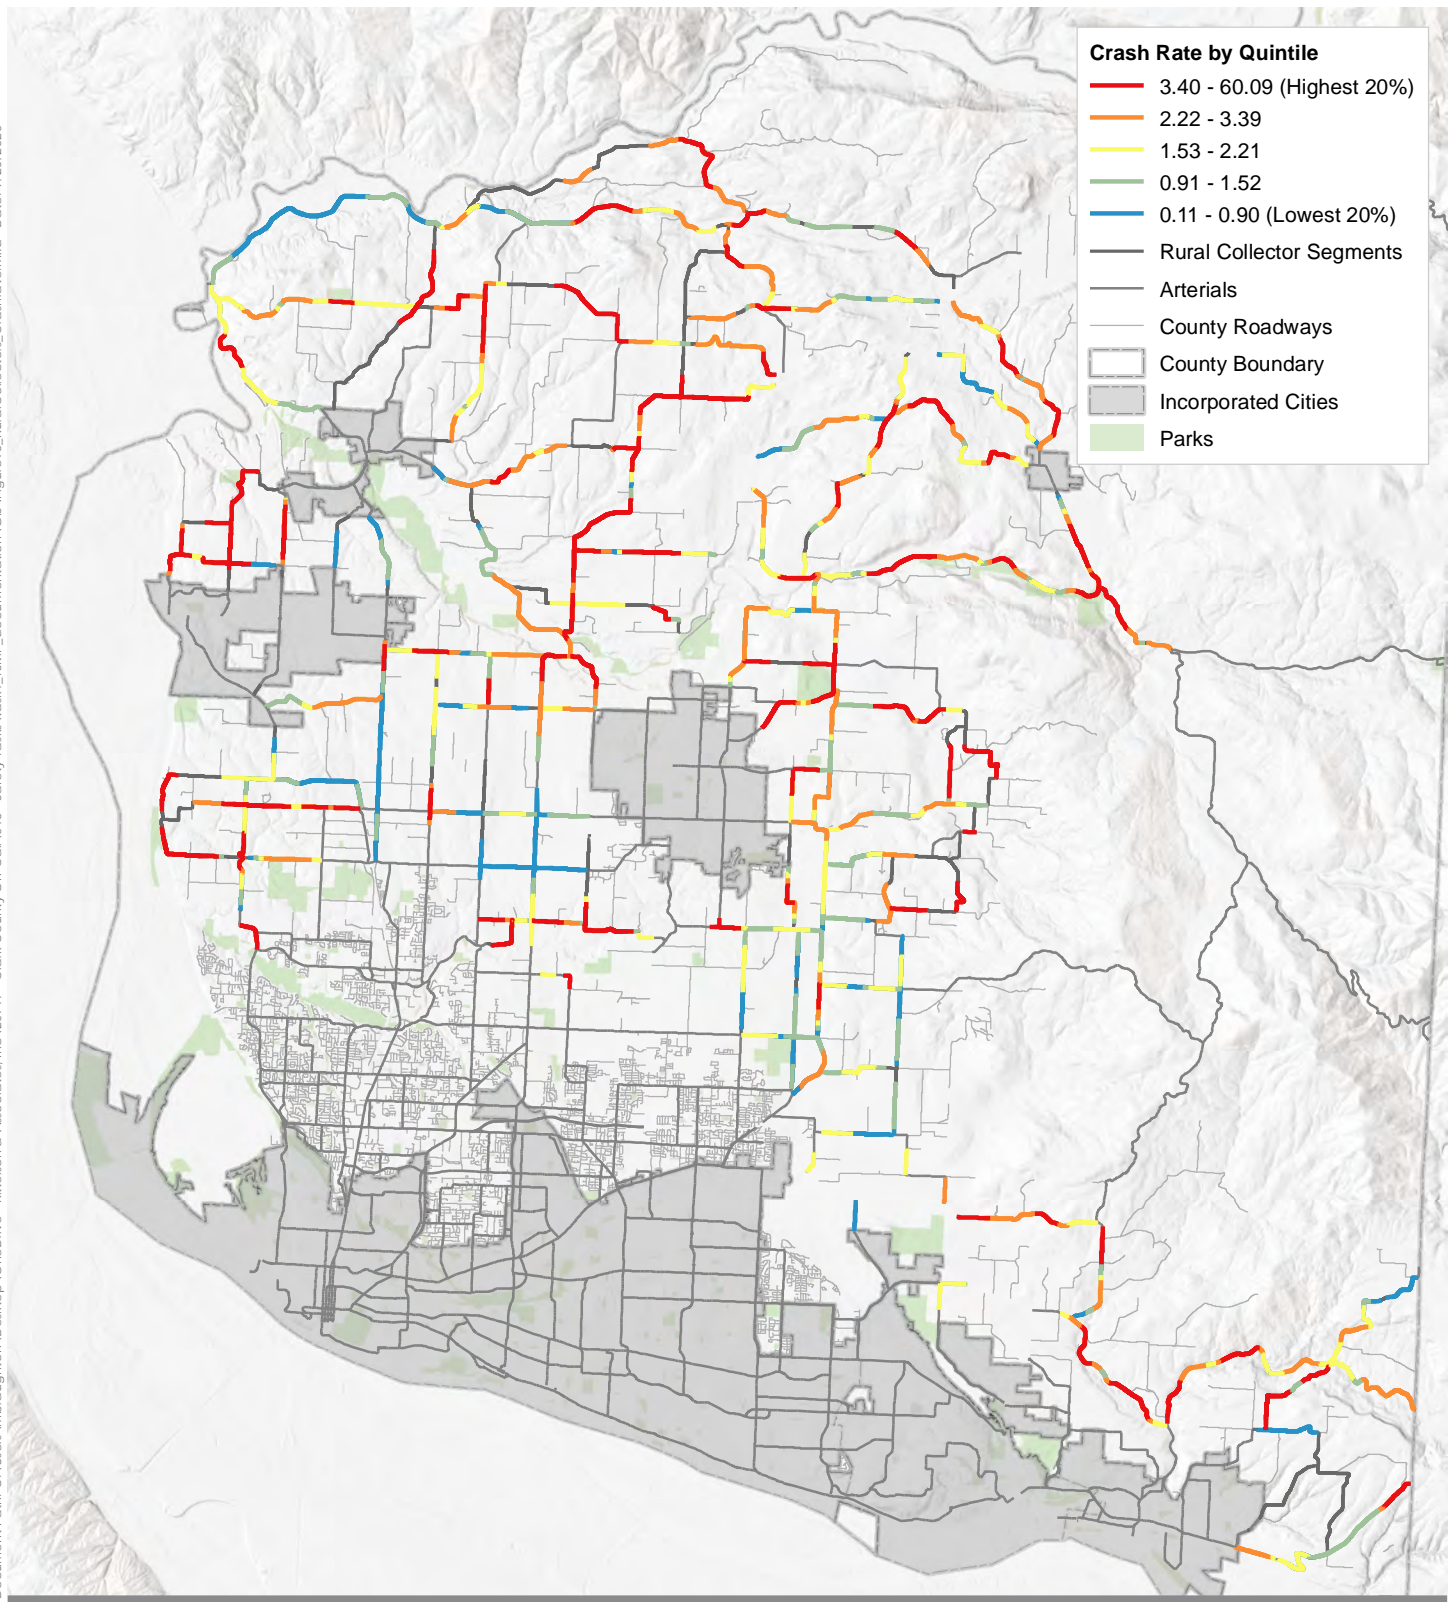 Crash Rate by Quintile
3.40 - 60.09 (Highest 20%)
2.22 - 3.39
1.53 - 2.21
0.91 - 1.52
0.11 - 0.90 (Lowest 20%)
Rural Collector Segments
Arterials
County Roadways
County Boundary
Incorporated Cities
Parks